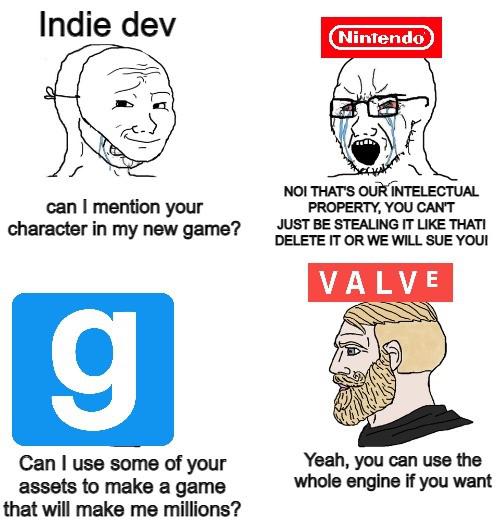 Indie dev
Nintendo
can I mention your
character in my new game?
NO! THAT'S OUR INTELECTUAL
PROPERTY, YOU CAN'T
JUST BE STEALING IT LIKE THAT!
DELETE IT OR WE WILL SUE YOU!
g
VALVE
Can I use some of your
assets to make a game
that will make me millions?
Yeah, you can use the
whole engine if you want